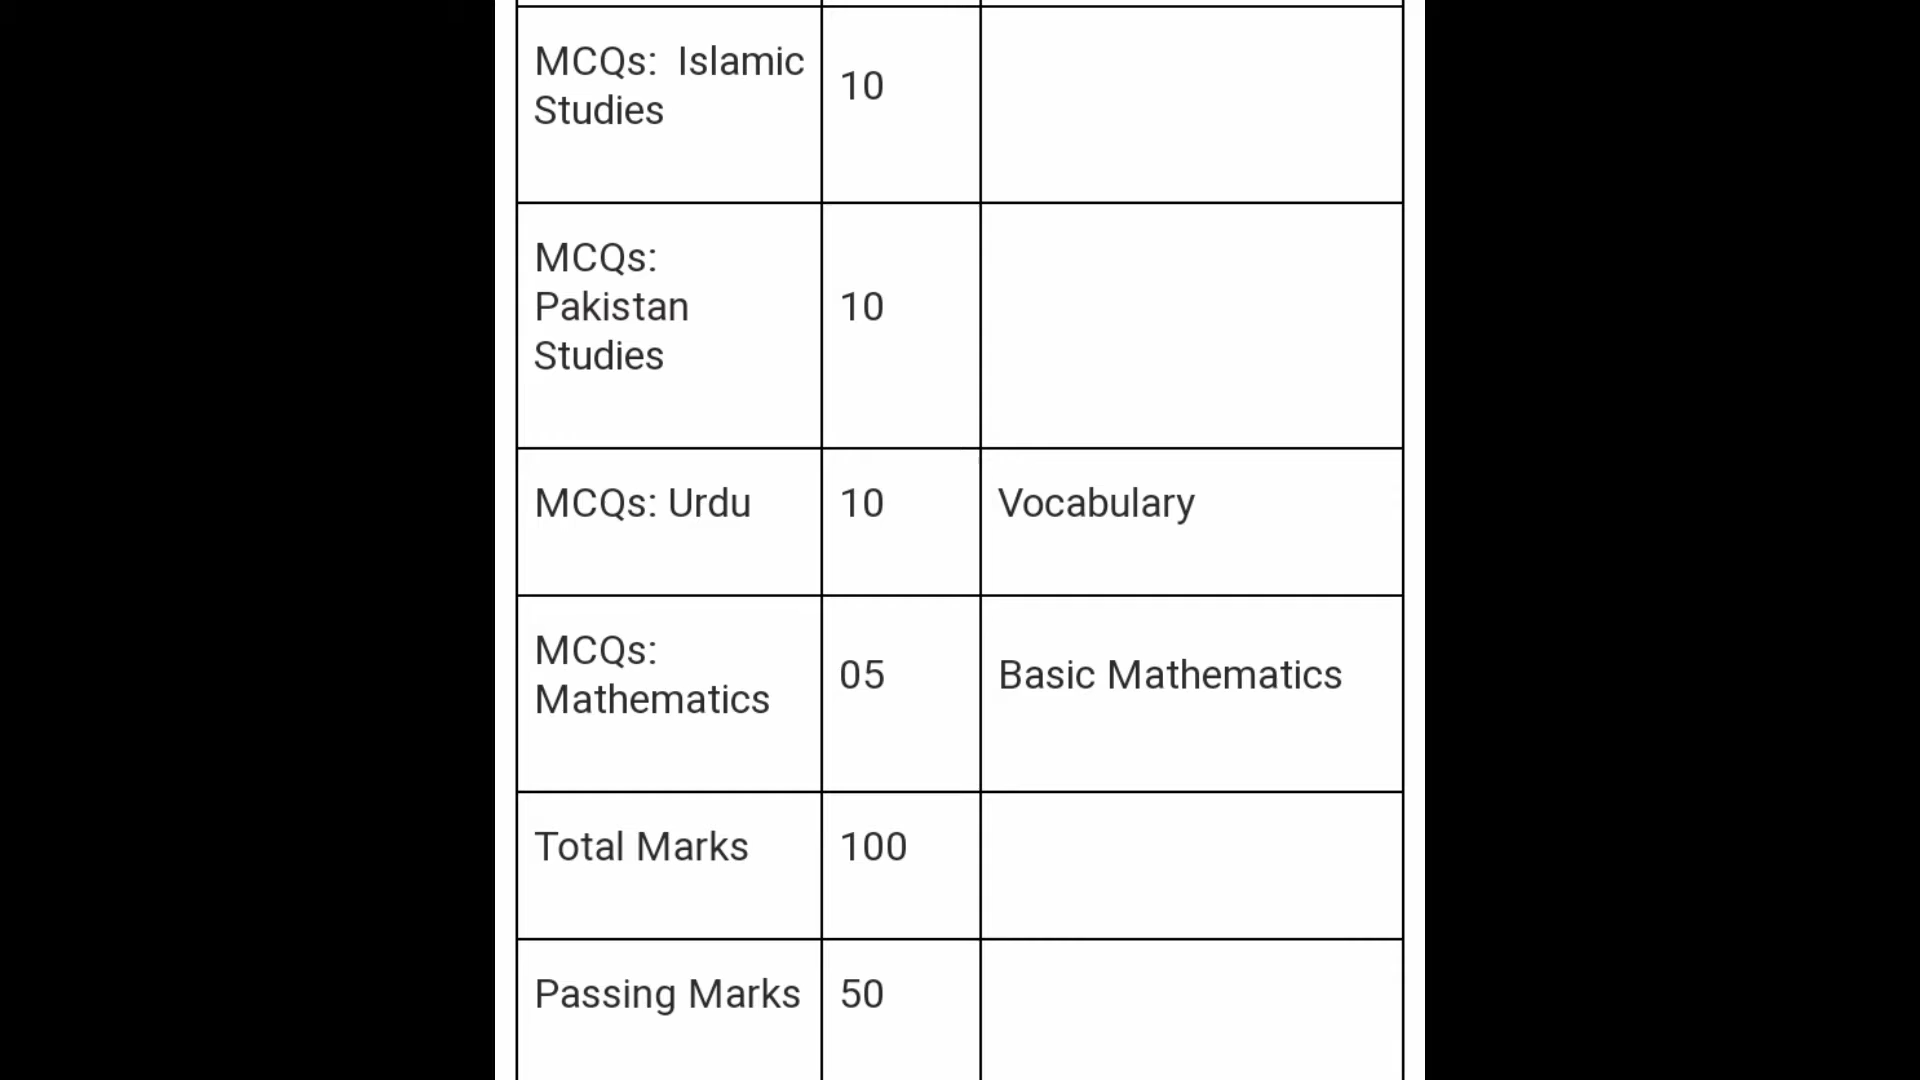 MCQs: Islamic
Studies
10
MCQs:
Pakistan
Studies
10
MCQs: Urdu
10
Vocabulary
MCQs:
Mathematics
05
Basic Mathematics
Total Marks
100
Passing Marks
50